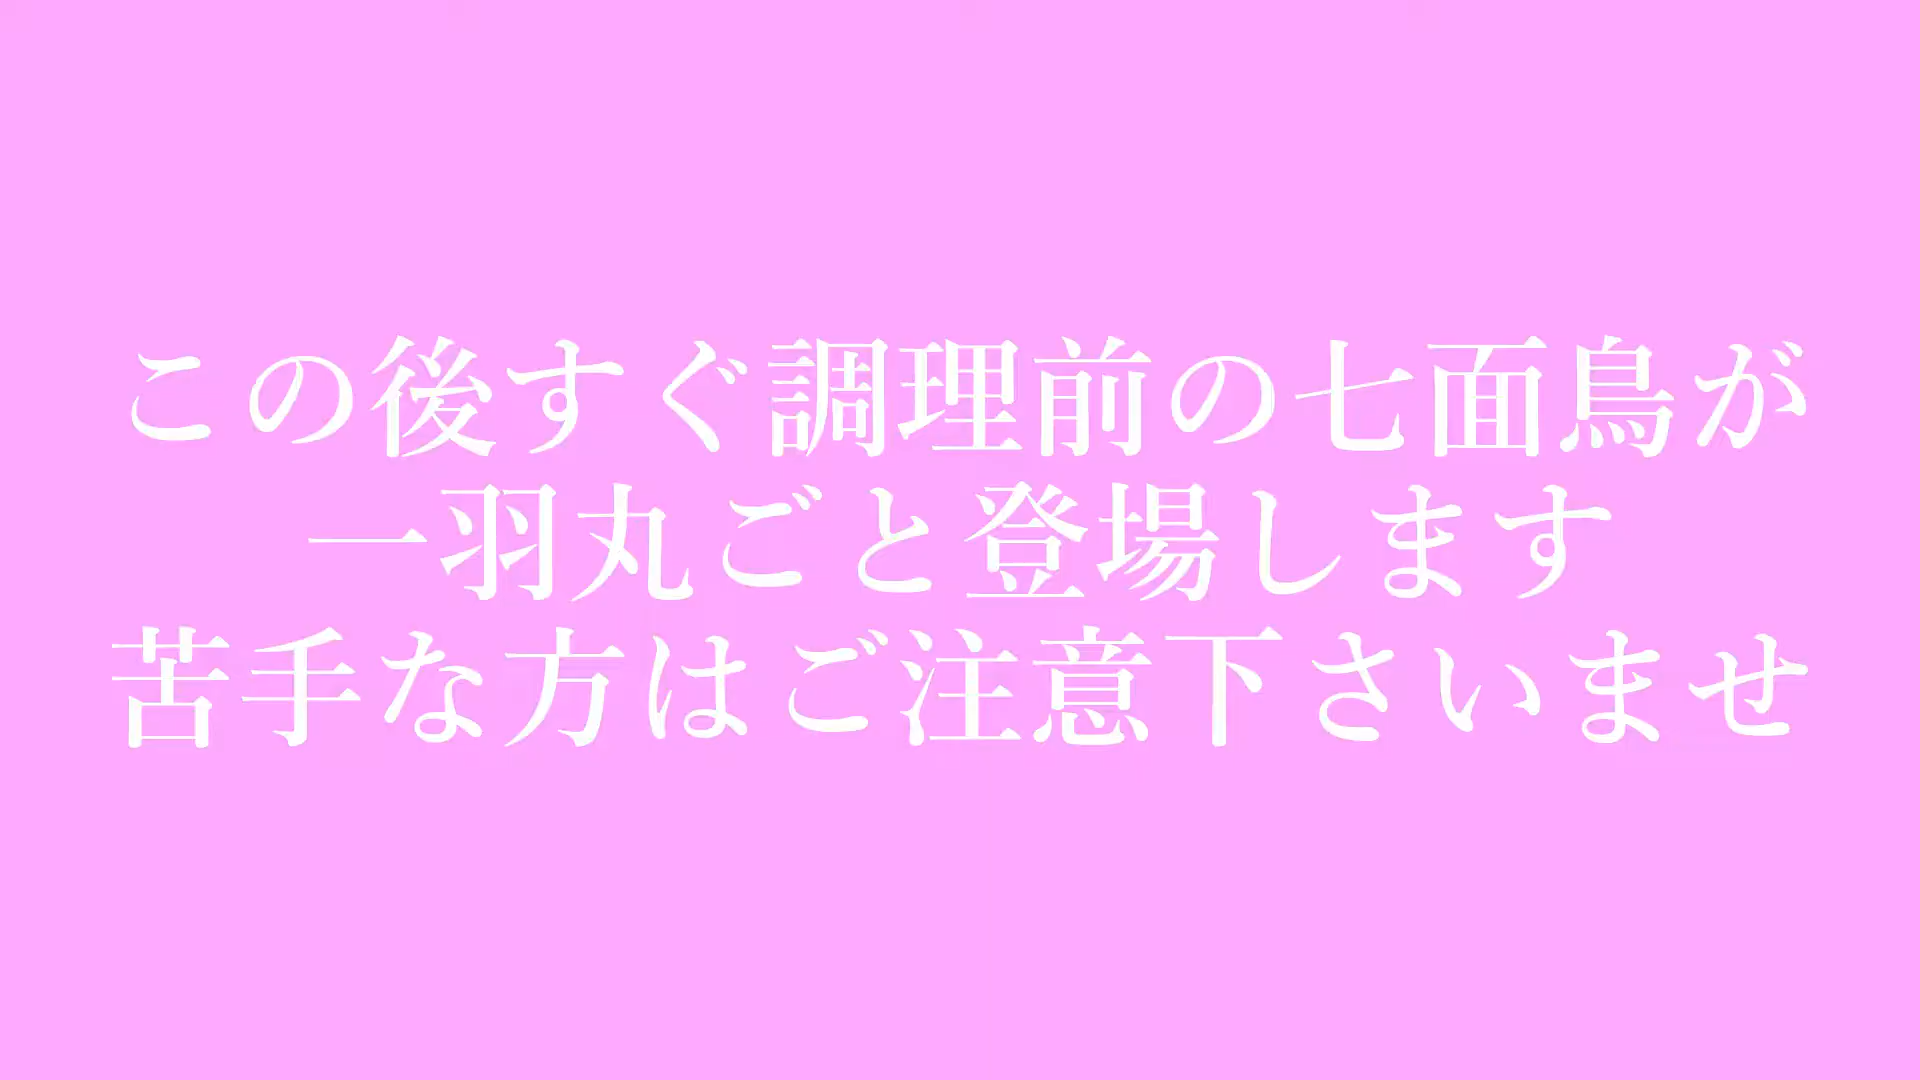 この後すぐ調理前の七面鳥が
一羽丸ごと登場します
苦手な方はご注意下さいませ